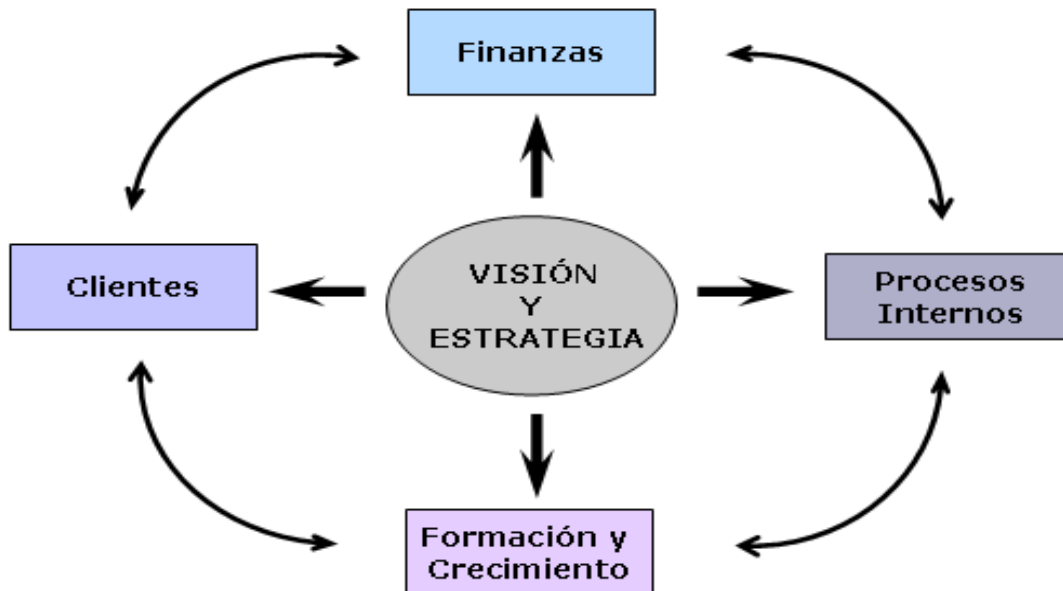 Finanzas
Clientes
VISIÓN
Y
ESTRATEGIA
Procesos
Internos
Formación y
Crecimiento